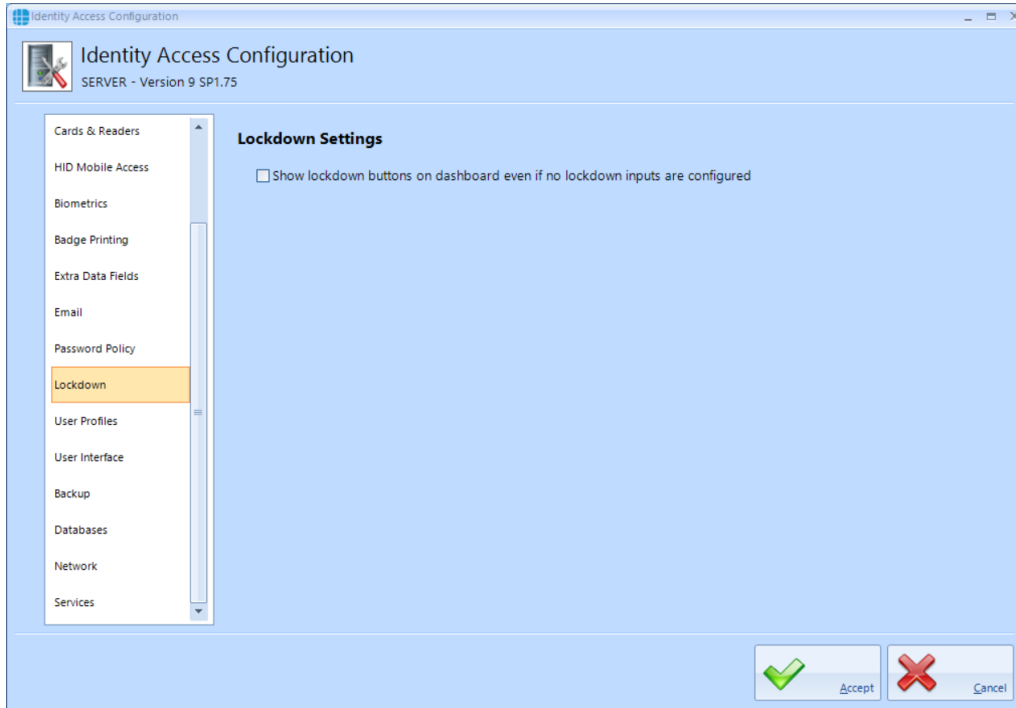 Identity Access Configuration
Identity Access Configuration
SERVER - Version 9 SP1.75
Cards & Readers
HID Mobile Access
Biometrics
Badge Printing
Extra Data Fields
Email
Password Policy
Lockdown
User Profiles
User Interface
Backup
Databases
Network
Services
Lockdown Settings
Show lockdown buttons on dashboard even if no lockdown inputs are configured
Accept
Cancel